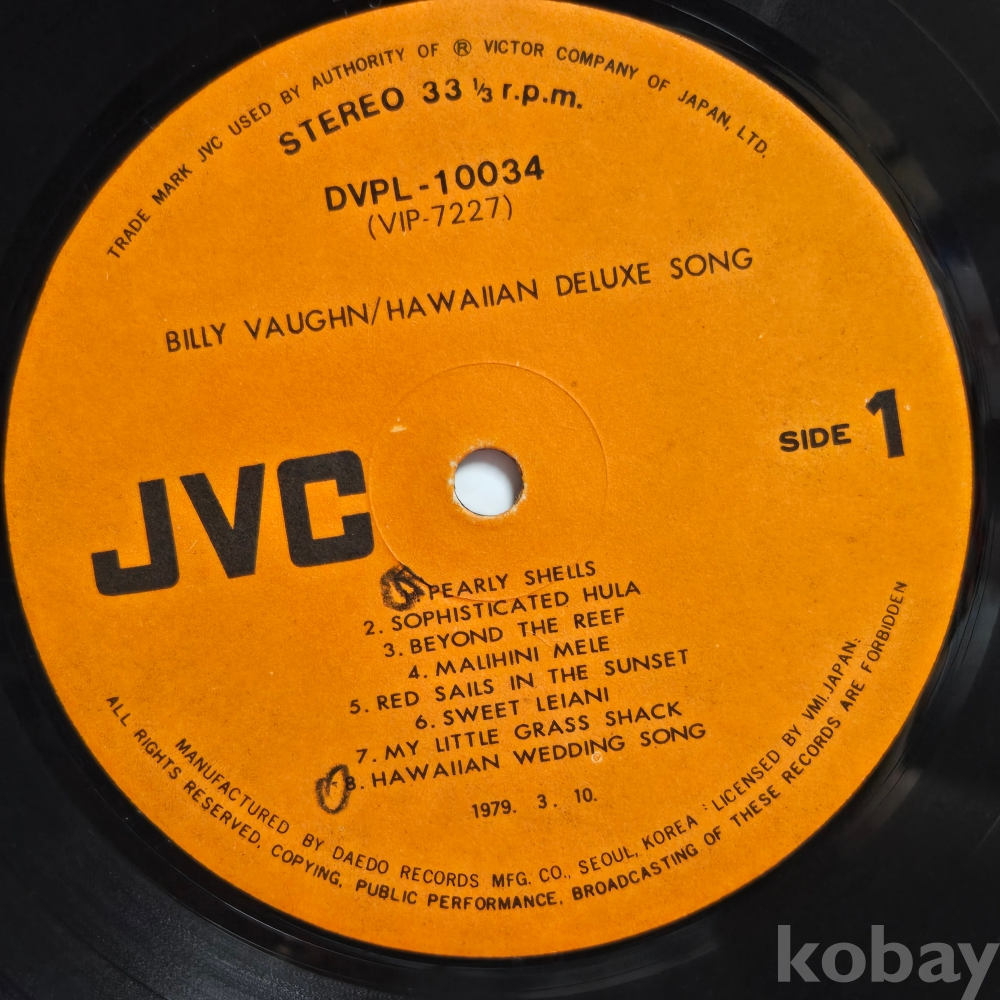 TRADE MARK JVC USED BY AUTHORITY OF ® VICTOR COMPANY OF JAPAN, LTD.
STEREO 33 ⅓ r.p.m.
DVPL-10034
(VIP-7227)
BILLY VAUGHN/HAWAIIAN DELUXE SONG
SIDE 1
JVC
PEARLY SHELLS
2. SOPHISTICATED HULA
3. BEYOND THE REEF
4. MALIHINI MELE
5. RED SAILS IN THE SUNSET
6. SWEET LEIANI
7. MY LITTLE GRASS SHACK
8. HAWAIIAN WEDDING SONG
1979. 3. 10.
MANUFACTURED BY DAEDO RECORDS MFG. CO., SEOUL, KOREA : LICENSED BY VMI.JAPAN:
ALL RIGHTS RESERVED, COPYING, PUBLIC PERFORMANCE, BROADCASTING OF THESE RECORDS ARE FORBIDDEN
kobay